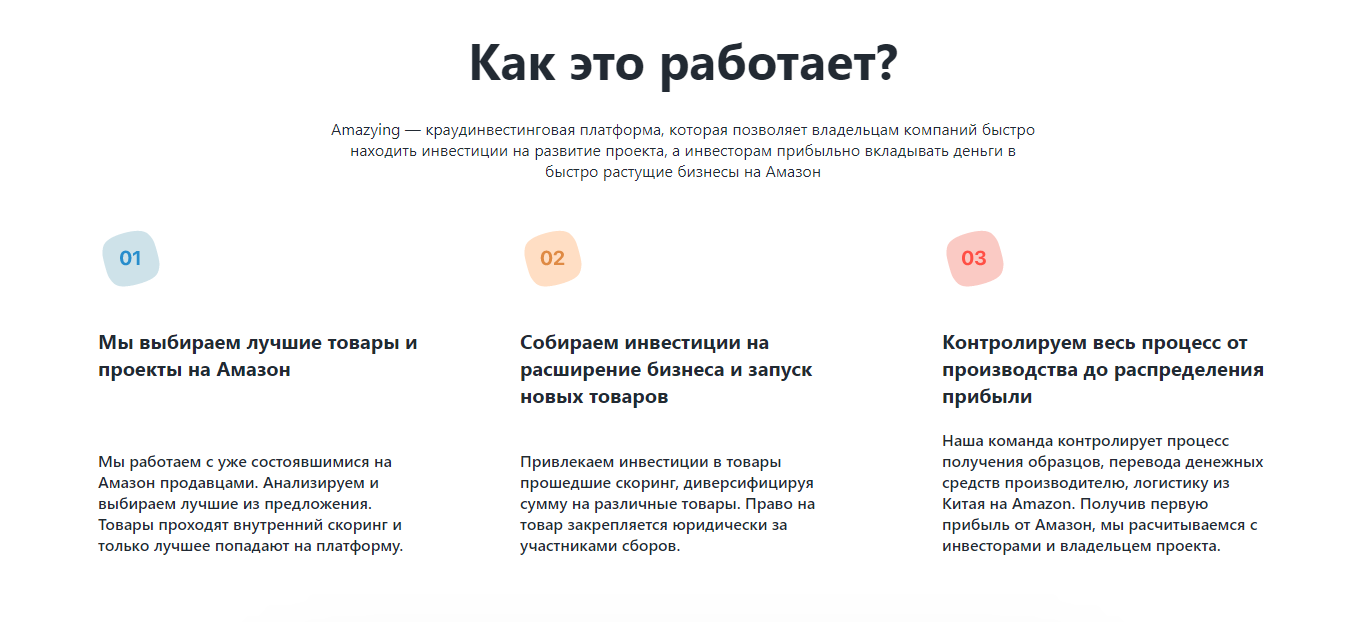 Как это работает?
Amazying — краудинвестинговая платформа, которая позволяет владельцам компаний быстро
находить инвестиции на развитие проекта, а инвесторам прибыльно вкладывать деньги в
быстро растущие бизнесы на Амазон
01
Мы выбираем лучшие товары и
проекты на Амазон
Мы работаем с уже состоявшимися на
Амазон продавцами. Анализируем и
выбираем лучшие из предложения.
Товары проходят внутренний скоринг и
только лучшее попадают на платформу.
02
Собираем инвестиции на
расширение бизнеса и запуск
новых товаров
Привлекаем инвестиции в товары
прошедшие скоринг, диверсифицируя
сумму на различные товары. Право на
товар закрепляется юридически за
участниками сборов.
03
Контролируем весь процесс от
производства до распределения
прибыли
Наша команда контролирует процесс
получения образцов, перевода денежных
средств производителю, логистику из
Китая на Amazon. Получив первую
прибыль от Амазон, мы расчитываемся с
инвесторами и владельцем проекта.